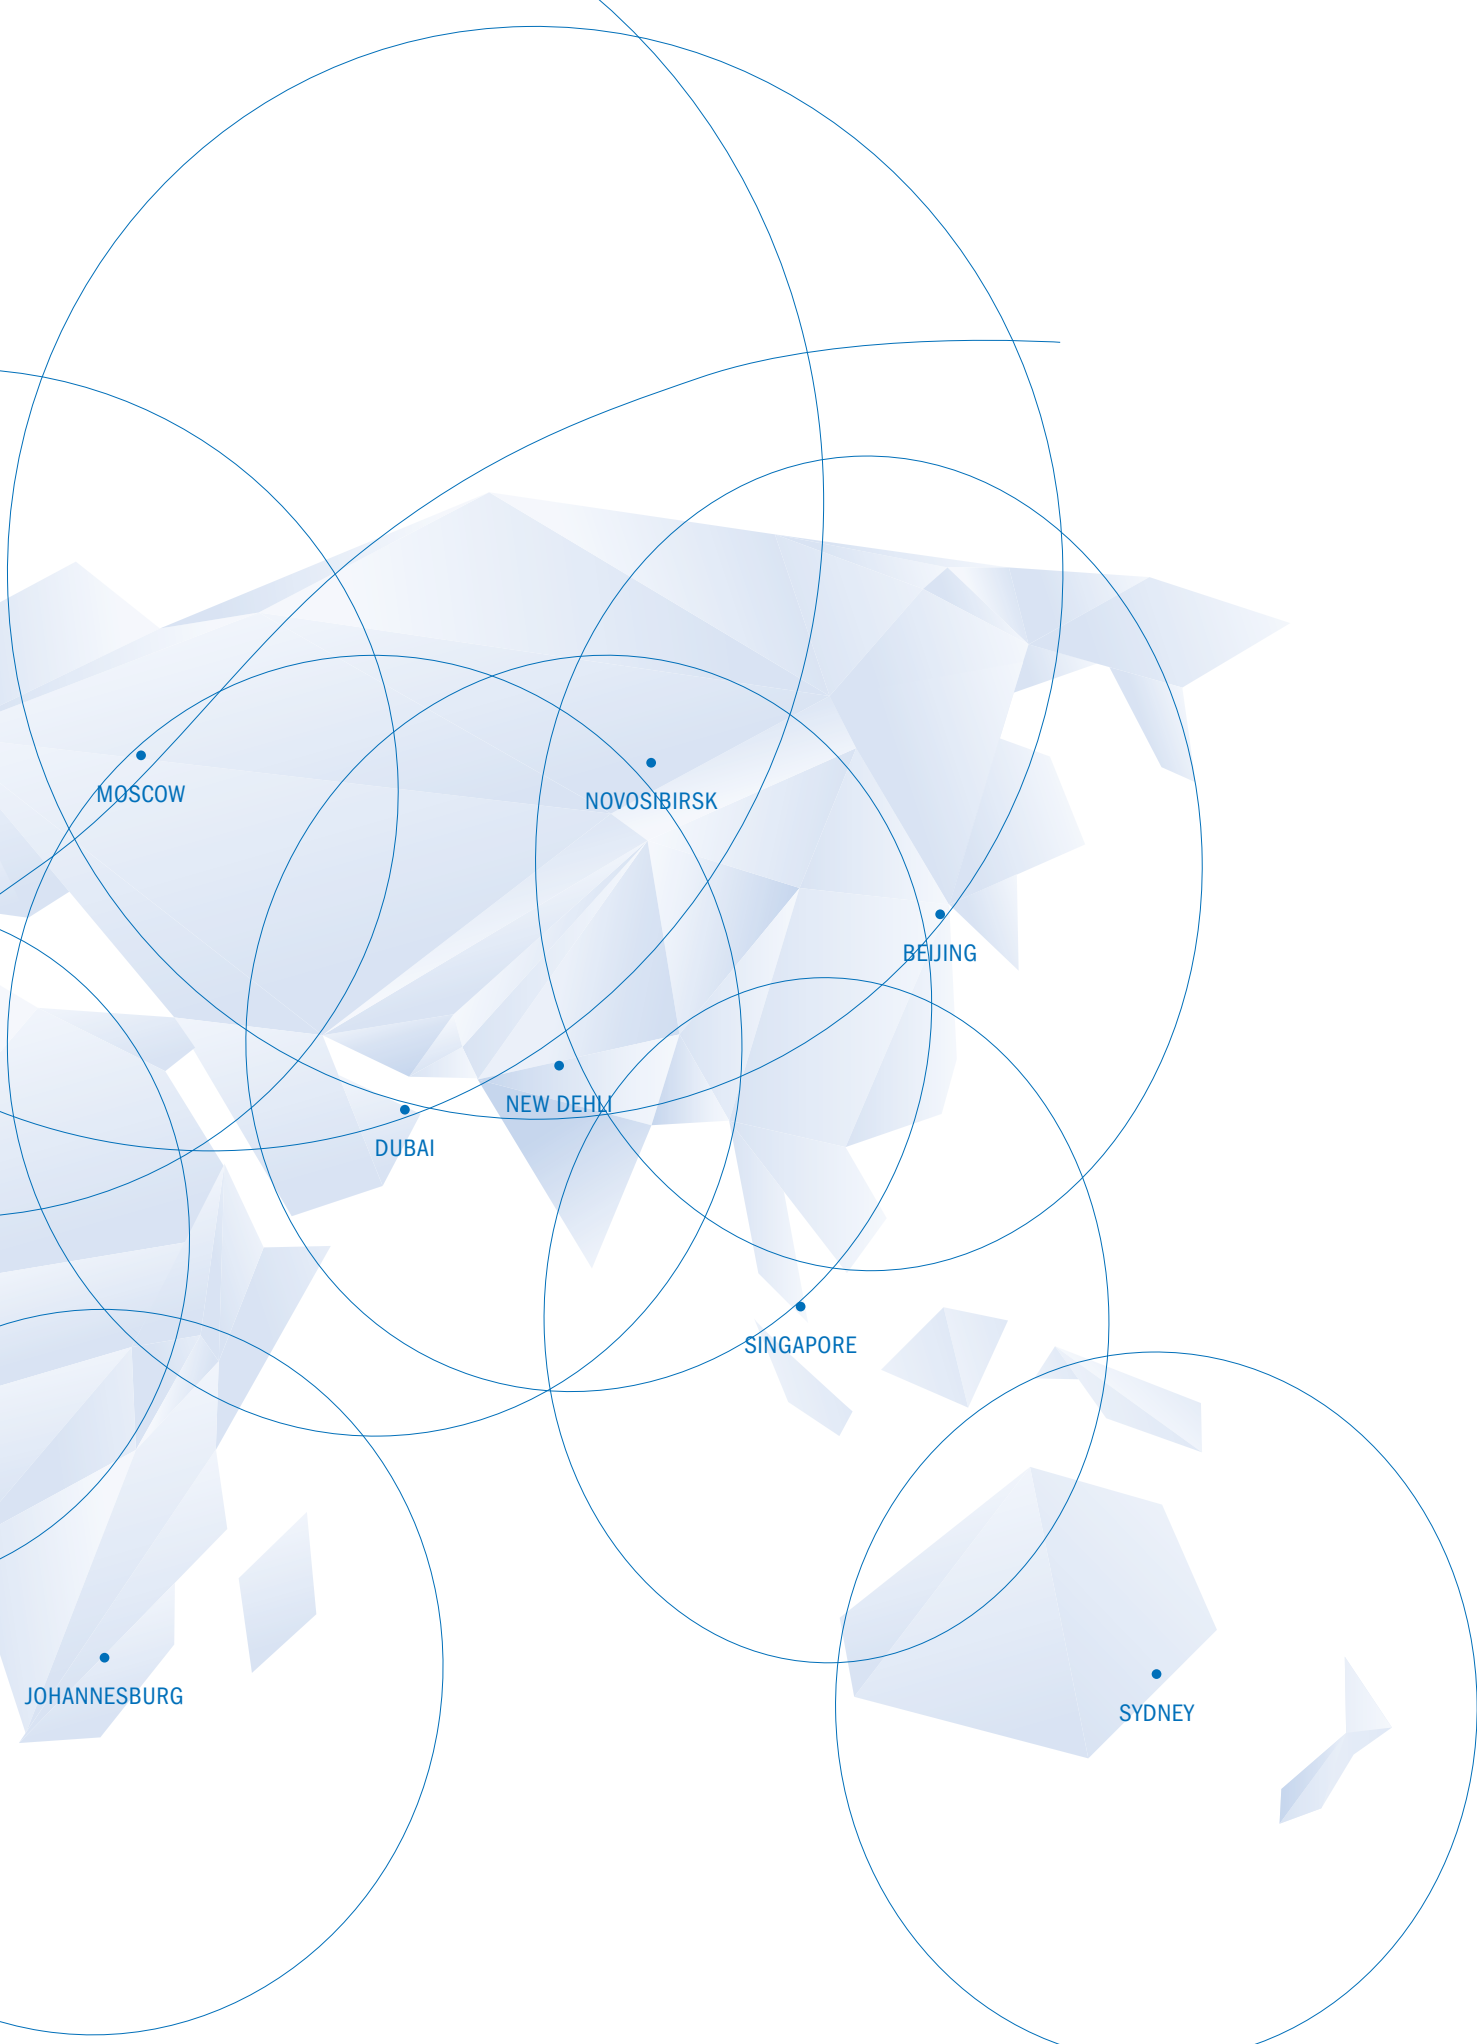 MOSCOW
NOVOSIBIRSK
BEIJING
NEW DEHLI
DUBAI
SINGAPORE
JOHANNESBURG
SYDNEY